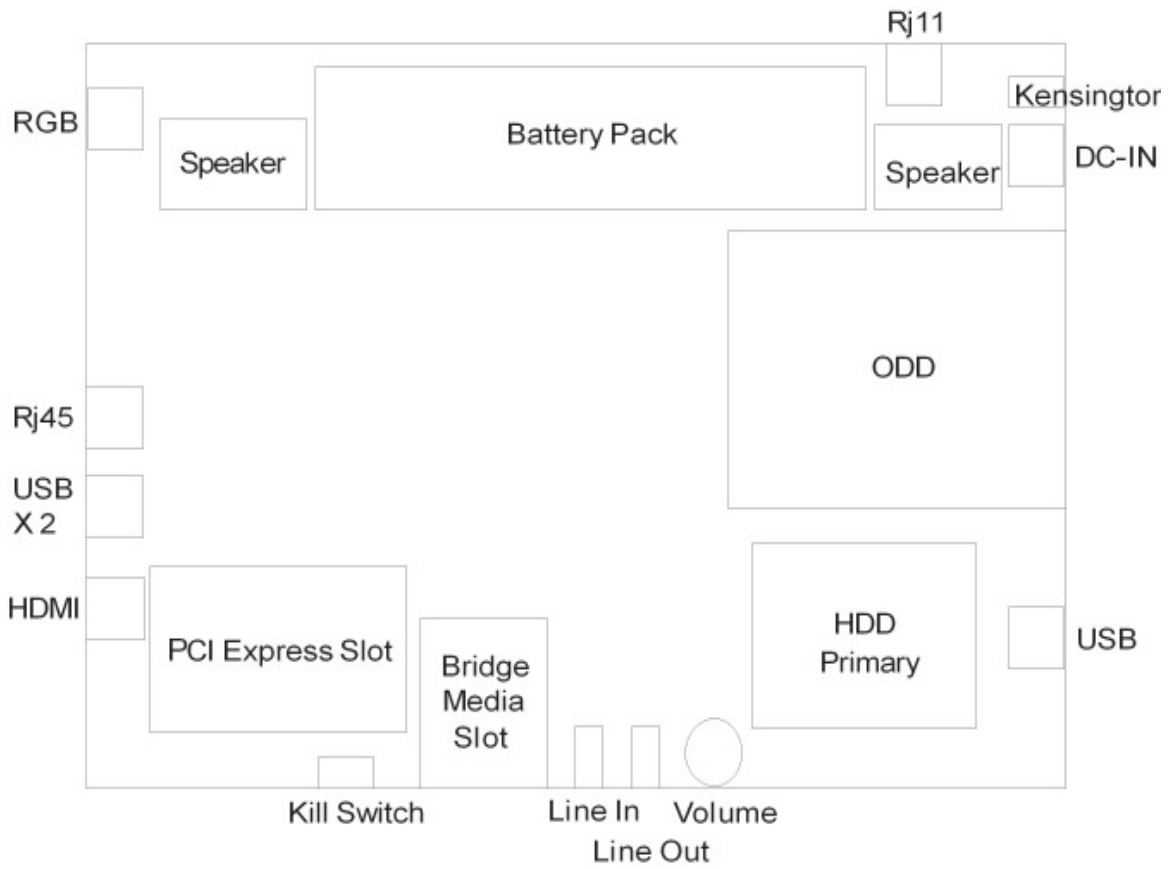 Rj11
RGB
Speaker
Battery Pack
Speaker
Kensington
DC-IN
ODD
Rj45
USB
X 2
HDMI
PCI Express Slot
Bridge
Media
Slot
HDD
Primary
USB
Kill Switch
Line In
Volume
Line Out